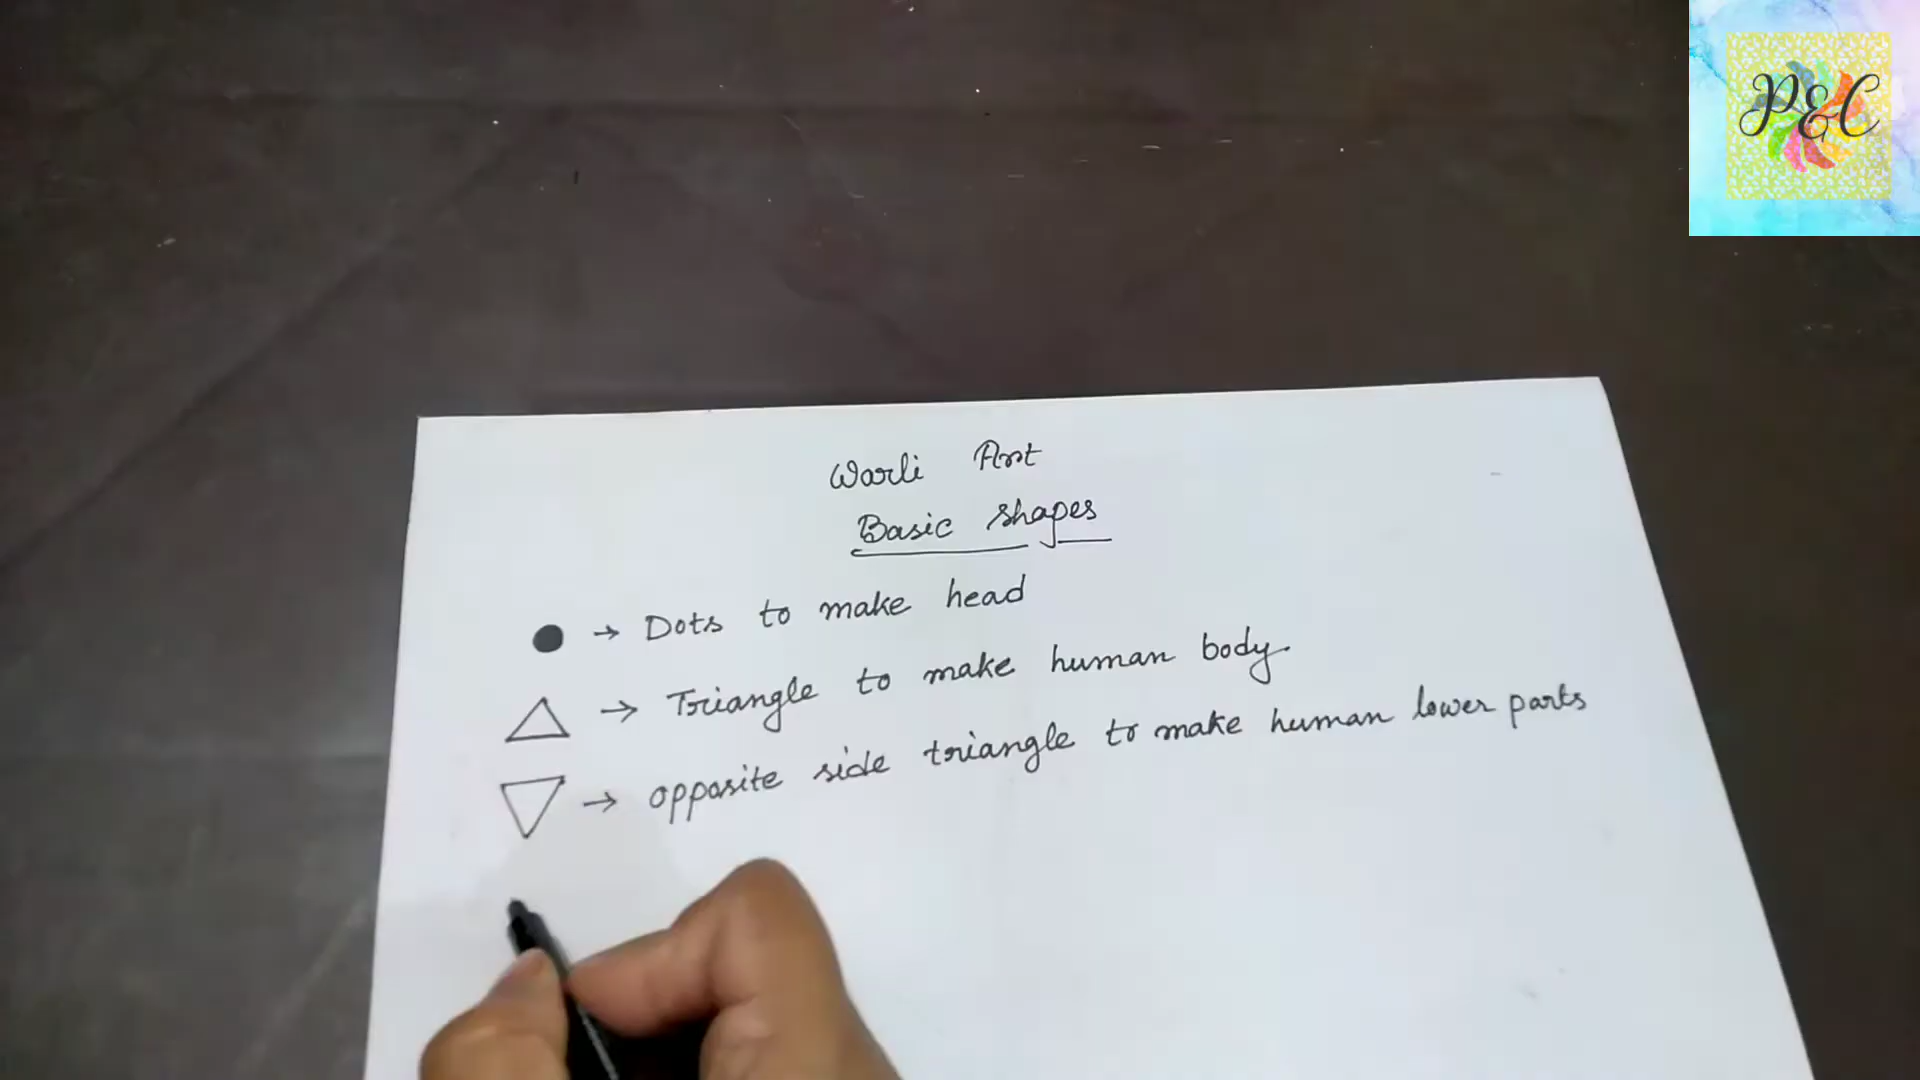 P&C
Warli Art
Basic shapes
→ Dots to make head
→ Triangle to make human body.
→ opposite side triangle to make human lower parts